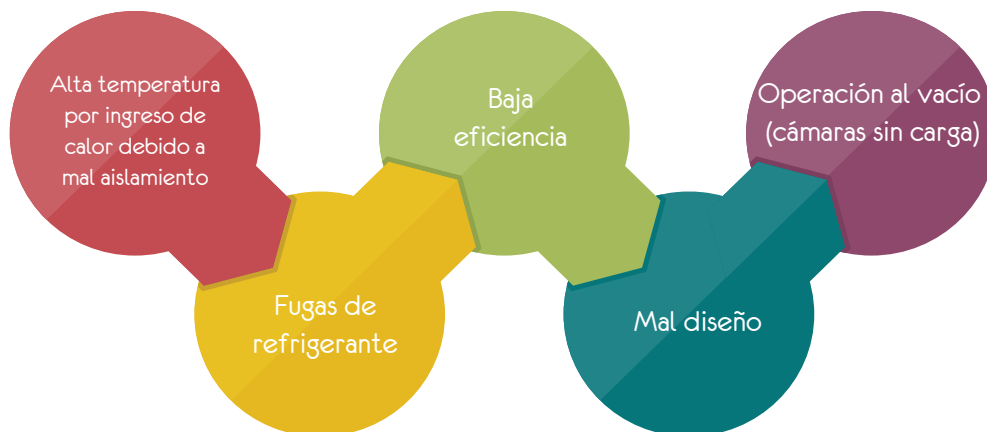 Alta temperatura
por ingreso de
calor debido a
mal aislamiento
Fugas de
refrigerante
Baja
eficiencia
Mal diseño
Operación al vacío
(cámaras sin carga)